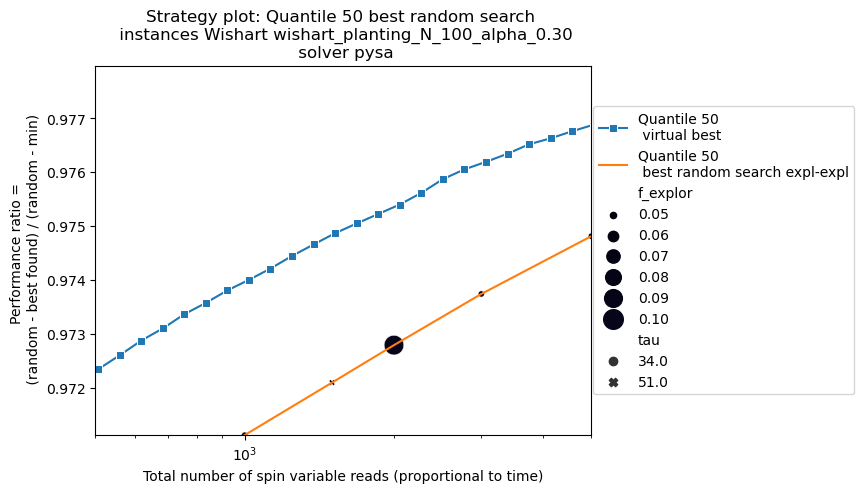 Strategy plot: Quantile 50 best random search
instances Wishart wishart_planting_N_100_alpha_0.30
solver pysa
0.977
0.976
0.975
0.974
0.973
0.972
Performance ratio =
(random - best found) / (random - min)
10^3
Total number of spin variable reads (proportional to time)
Quantile 50
virtual best
Quantile 50
best random search expl-expl
f_explor
0.05
0.06
0.07
0.08
0.09
0.10
tau
34.0
51.0